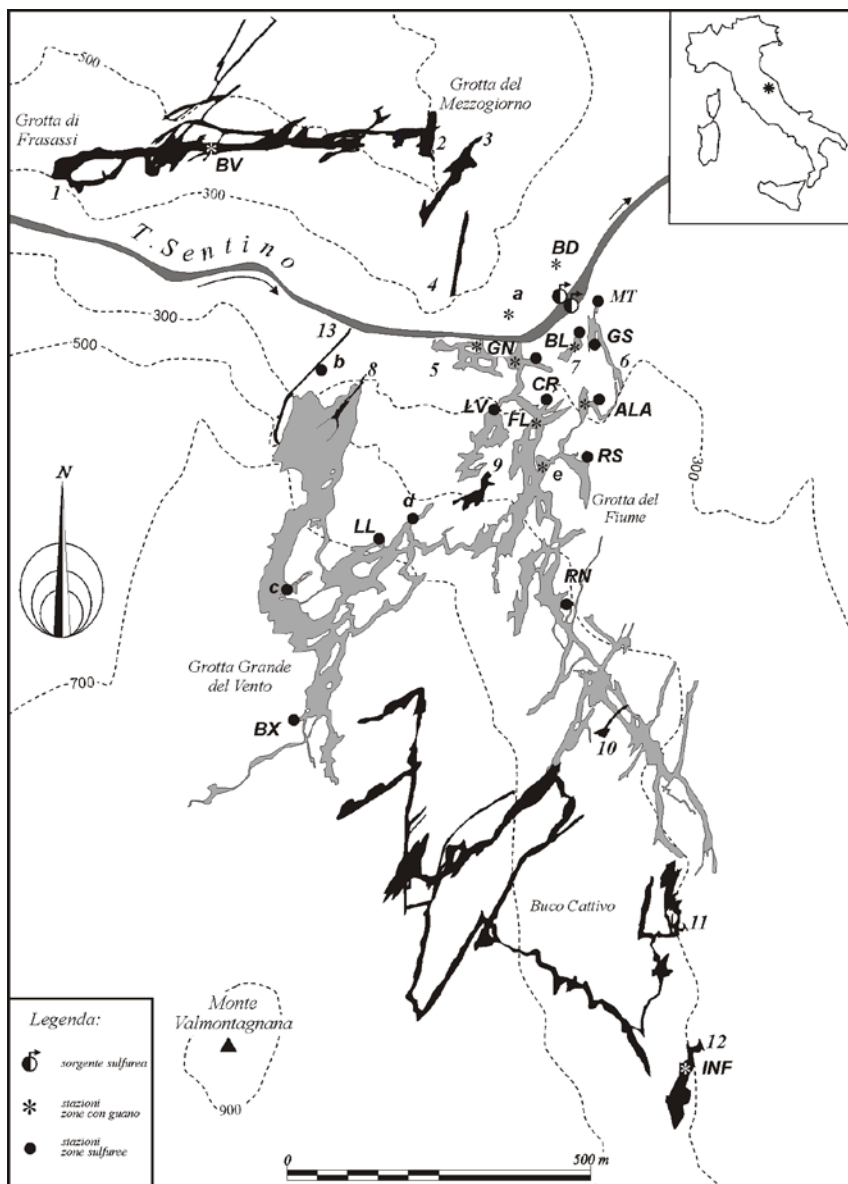 500
Grotta del
Mezzogiorno
Grotta di
Frasassi
300
BV
1
2
3
4
T. Sentino
BD
a
MT
300
500
13
b
8
5
GN
BL
7
GS
6
CR
LV
FL
ALA
9
e
RS
300
Grotta del
Fiume
N
d
LL
c
RN
700
Grotta Grande
del Vento
BX
10
Buco Cattivo
11
12
INF
Monte
Valmontagnana
900
Legenda:
sorgente sulfurea
stazioni
zone con guano
stazioni
zone sulfuree
0
500 m